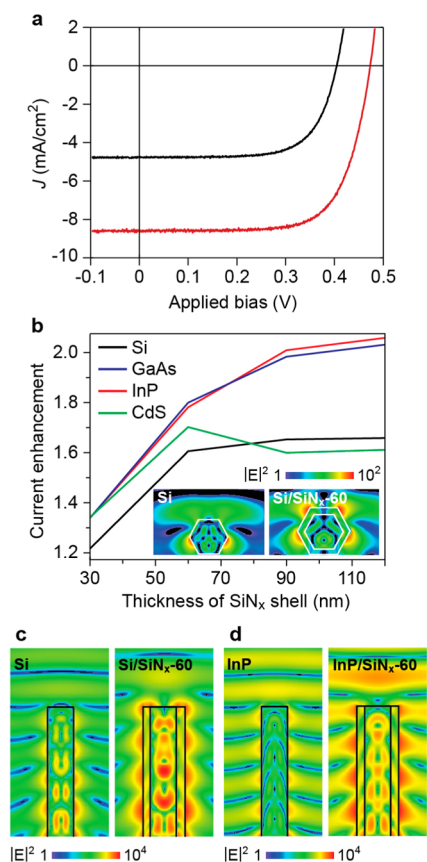 a
2
0
-2
-4
-6
-8
-10
J (mA/cm²)
-0.1 0 0.1 0.2 0.3 0.4 0.5
Applied bias (V)
b
2.0
1.8
1.6
1.4
1.2
Current enhancement
Si
GaAs
InP
CdS
|E|² 1 10²
Si Si/SiNₓ-60
30 60 90
Thickness of SiNₓ shell (nm)
c d
Si Si/SiNₓ-60 InP InP/SiNₓ-60
|E|² 1 10⁴ |E|² 1 10⁴